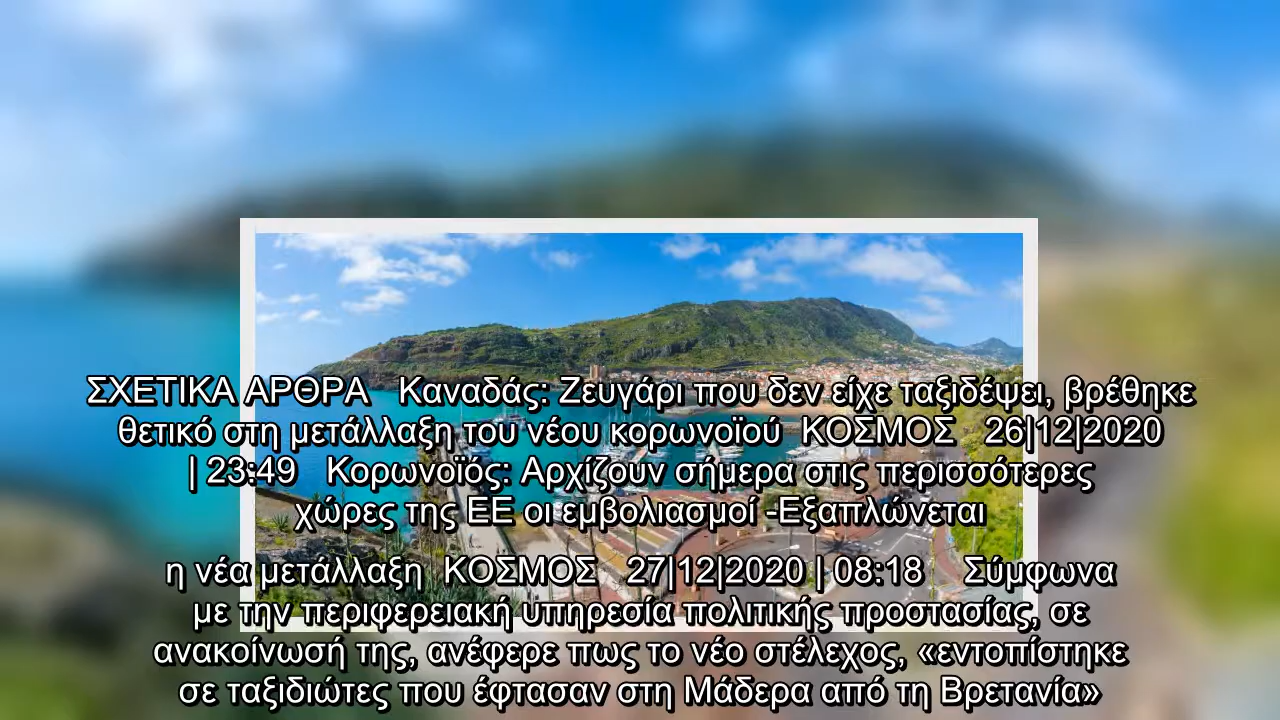 ΣΧΕΤΙΚΑ ΑΡΘΡΑ Καναδάς: Ζευγάρι που δεν είχε ταξιδέψει, βρέθηκε
θετικό στη μετάλλαξη του νέου κορωνοϊού ΚΟΣΜΟΣ 26|12|2020
| 23:49 Κορωνοϊός: Αρχίζουν σήμερα στις περισσότερες
χώρες της ΕΕ οι εμβολιασμοί -Εξαπλώνεται
η νέα μετάλλαξη ΚΟΣΜΟΣ 27|12|2020 | 08:18 Σύμφωνα
με την περιφερειακή υπηρεσία πολιτικής προστασίας, σε
ανακοίνωσή της, ανέφερε πως το νέο στέλεχος, «εντοπίστηκε
σε ταξιδιώτες που έφτασαν στη Μάδερα από τη Βρετανία»